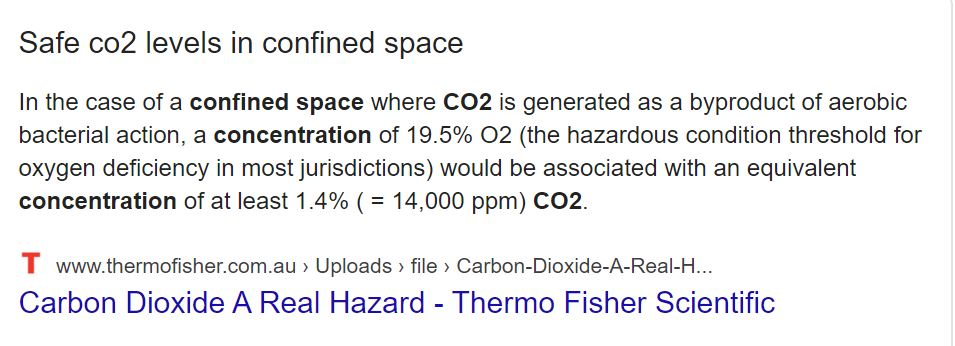 Safe co2 levels in confined space
In the case of a confined space where CO2 is generated as a byproduct of aerobic
bacterial action, a concentration of 19.5% O2 (the hazardous condition threshold for
oxygen deficiency in most jurisdictions) would be associated with an equivalent
concentration of at least 1.4% ( = 14,000 ppm) CO2.
T www.thermofisher.com.au › Uploads › file › Carbon-Dioxide-A-Real-H...
Carbon Dioxide A Real Hazard - Thermo Fisher Scientific